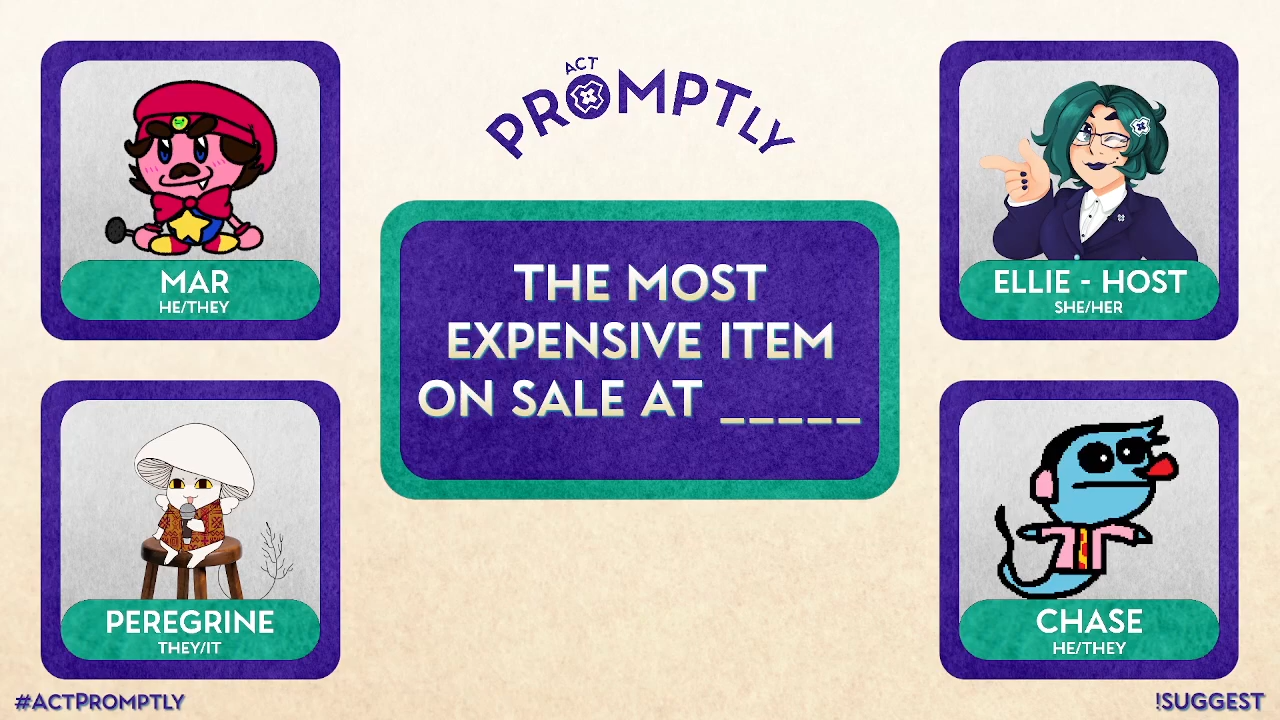 ACT
PROMPTLY
MAR
HE/THEY
ELLIE - HOST
SHE/HER
THE MOST
EXPENSIVE ITEM
ON SALE AT _____
PEREGRINE
THEY/IT
CHASE
HE/THEY
#ACTPROMPTLY
!SUGGEST